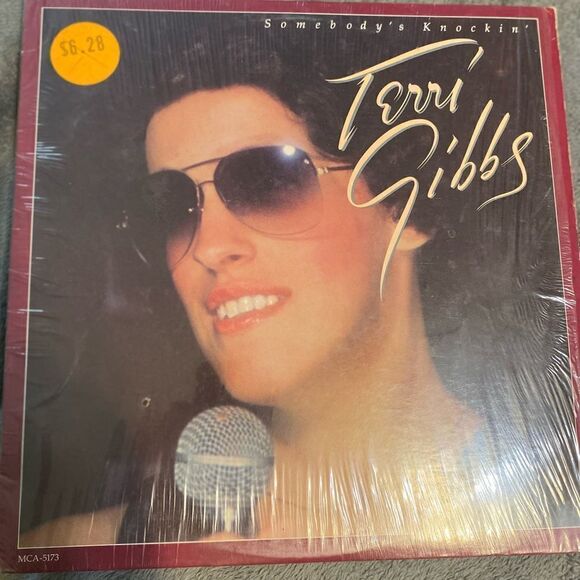 Somebody's Knockin'
$6.28
Terri
Gibbs
MCA-5173